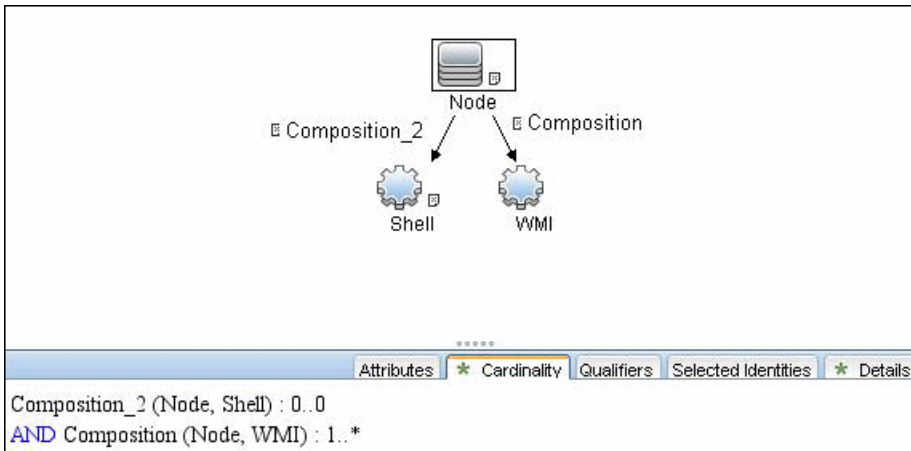 Node
Composition_2
Composition
Shell
WMI
Attributes
* Cardinality
Qualifiers
Selected Identities
* Details
Composition_2 (Node, Shell) : 0..0
AND Composition (Node, WMI) : 1..*